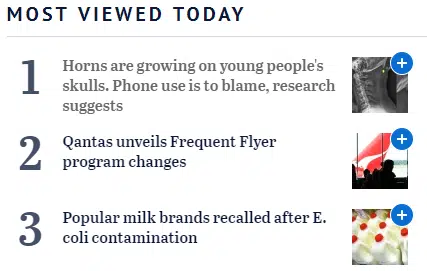 MOST VIEWED TODAY
1
Horns are growing on young people's
skulls. Phone use is to blame, research
suggests
2
Qantas unveils Frequent Flyer
program changes
3
Popular milk brands recalled after E.
coli contamination